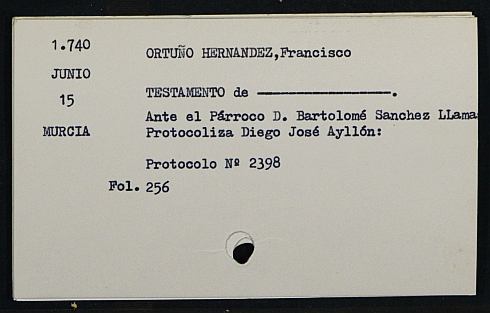 1.740
ORTUÑO HERNANDEZ,Francisco
JUNIO
15
TESTAMENTO de ——————————.
Ante el Párroco D. Bartolomé Sanchez LLama
MURCIA
Protocoliza Diego José Ayllón:
Protocolo Nº 2398
Fol. 256